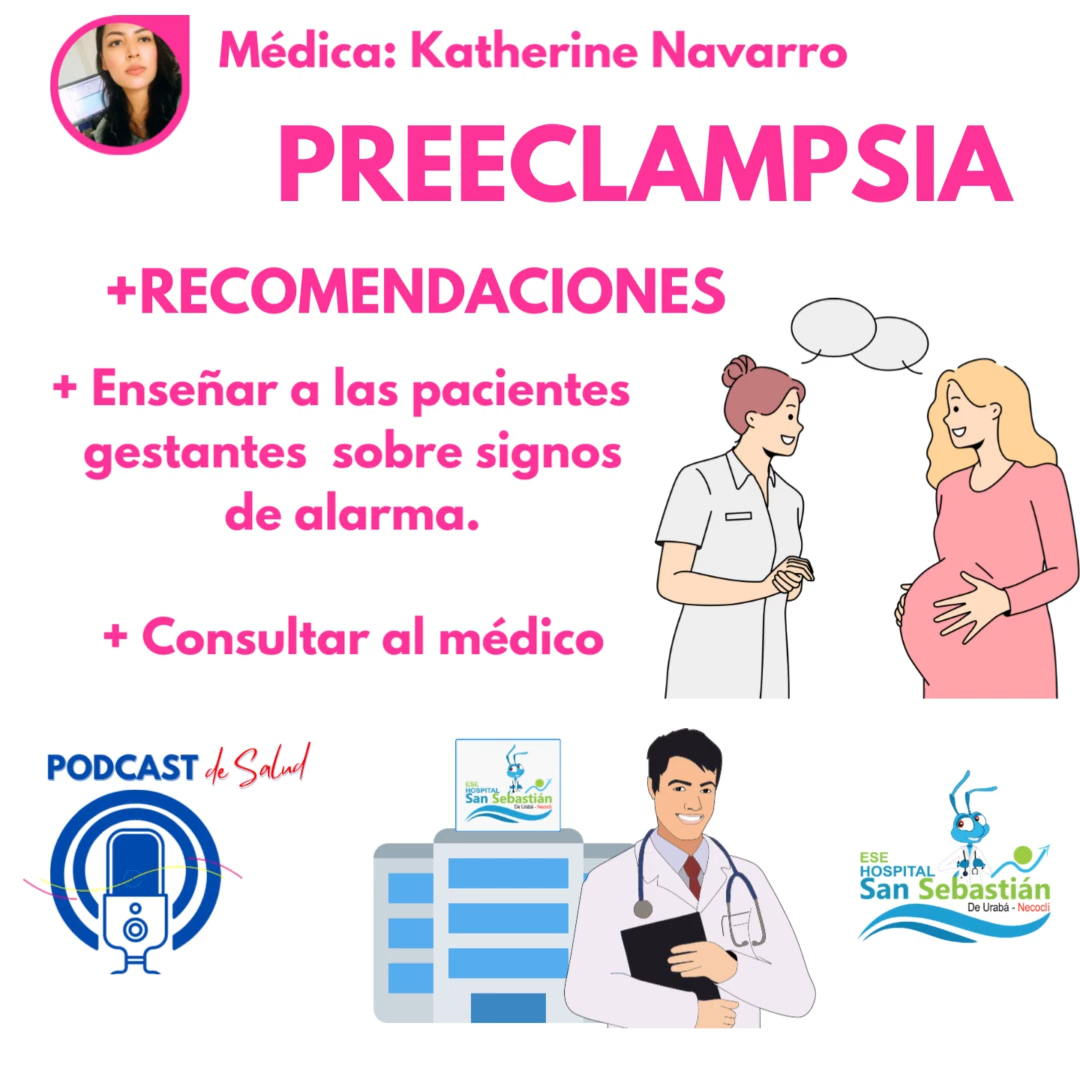 Médica: Katherine Navarro
PREECLAMPSIA
+RECOMENDACIONES
+ Enseñar a las pacientes
gestantes sobre signos
de alarma.
+ Consultar al médico
PODCAST de Salud
ESE
HOSPITAL
San Sebastián
De Urabá - Necoclí
ESE
HOSPITAL
San Sebastián
De Urabá - Necoclí